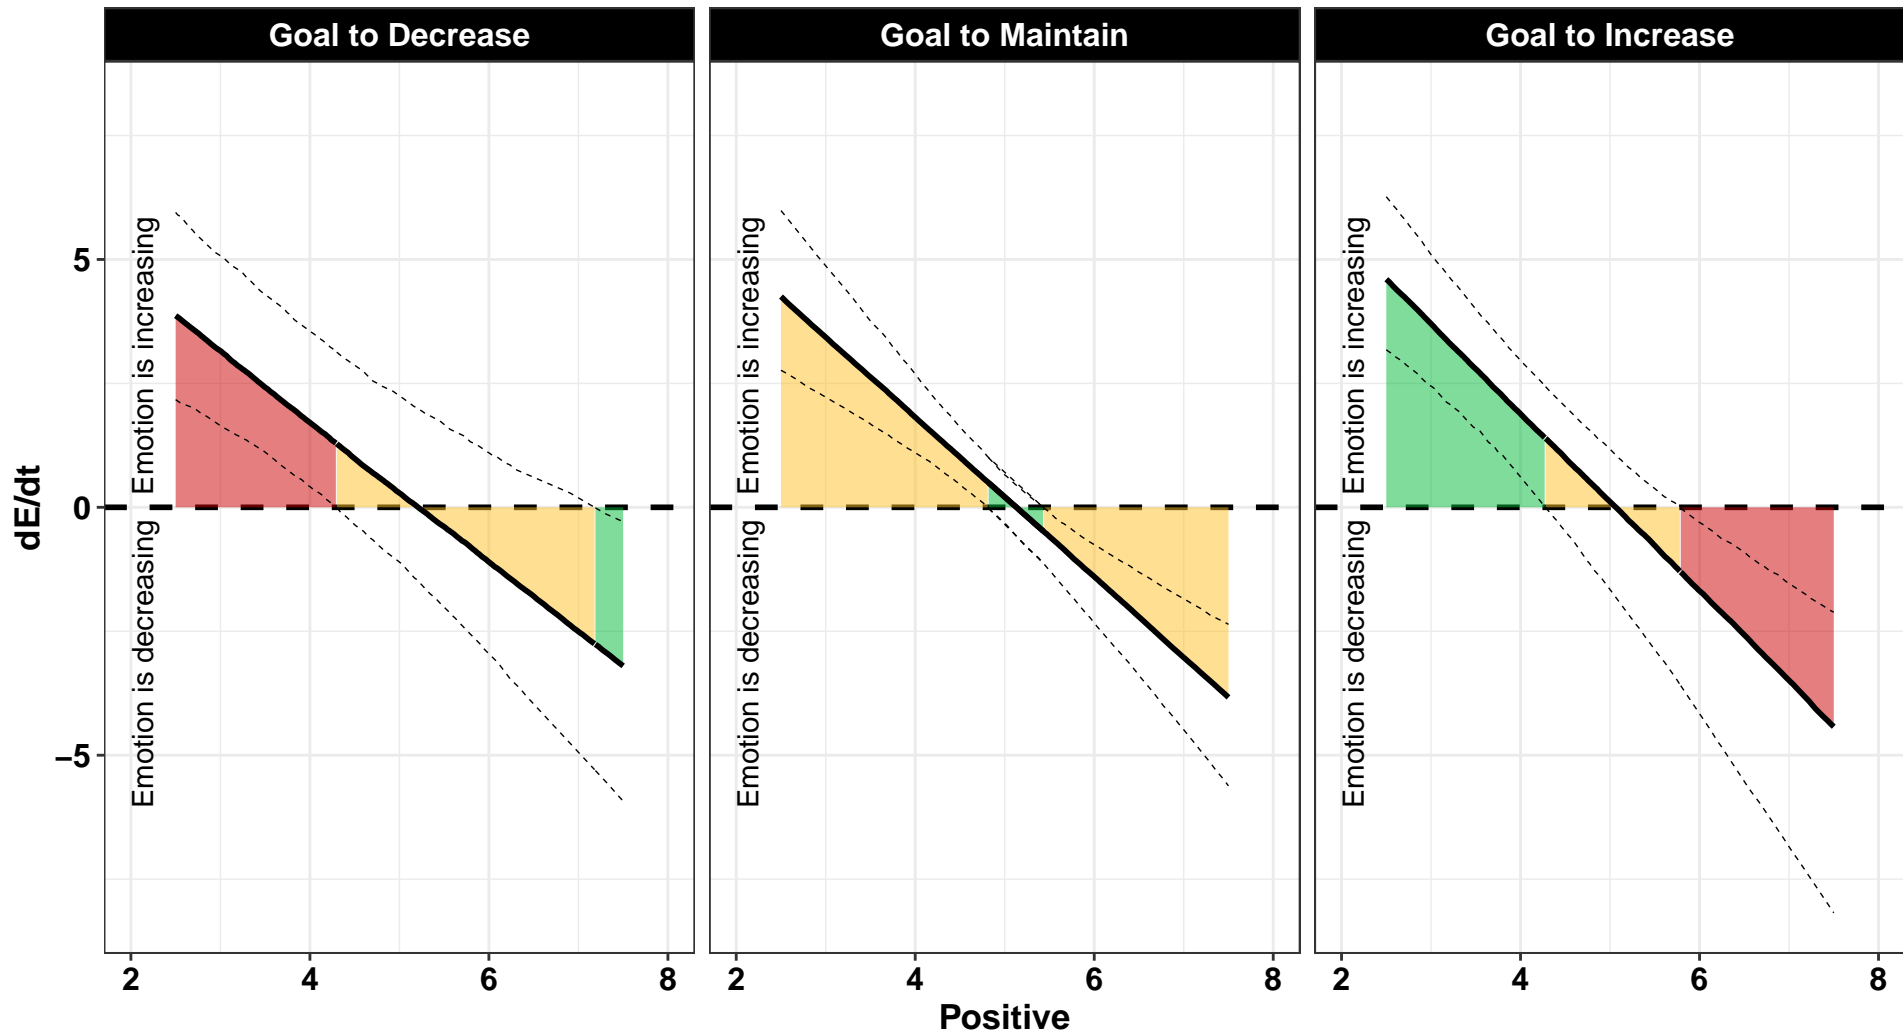 Goal to Decrease
Goal to Maintain
Goal to Increase
dE/dt
5
0
−5
Emotion is increasing
Emotion is decreasing
Emotion is increasing
Emotion is decreasing
Emotion is increasing
Emotion is decreasing
2 4 6 8
2 4 6 8
2 4 6 8
Positive